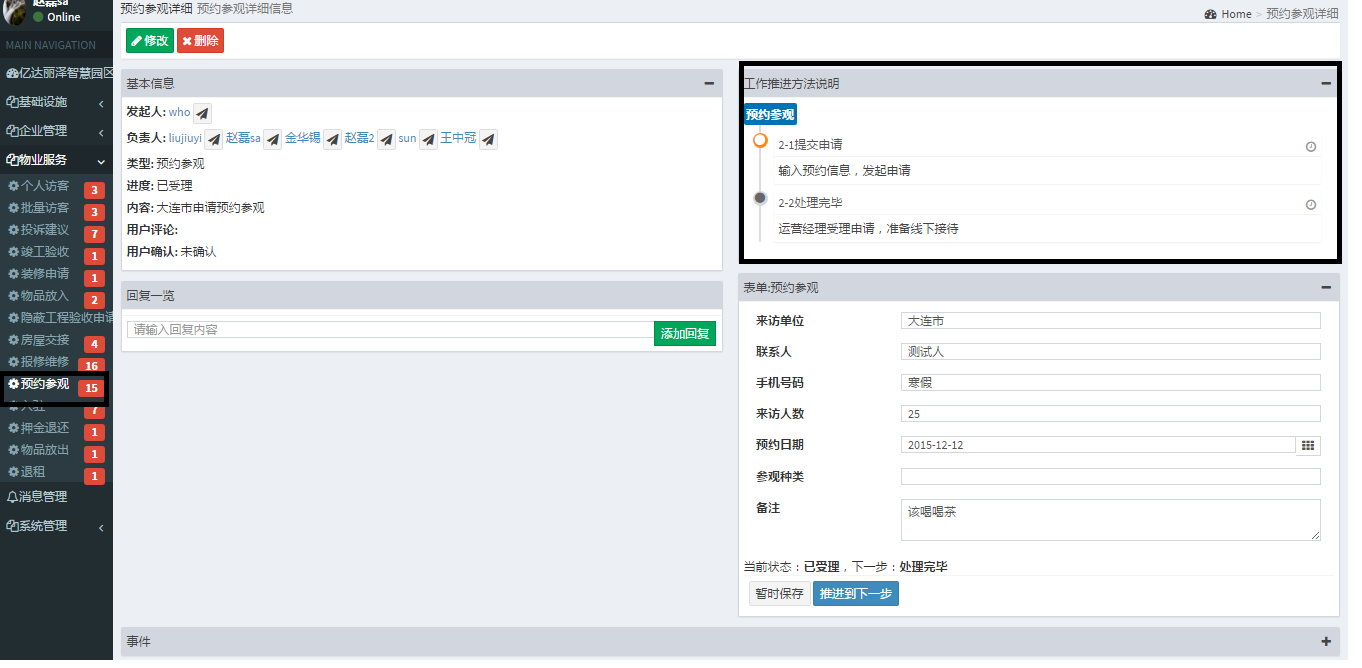 赵磊sa
Online
MAIN NAVIGATION
亿达丽泽智慧园区
基础设施
企业管理
物业服务
个人访客 3
批量访客 3
投诉建议 7
竣工验收 1
装修申请 1
物品放入 2
隐蔽工程验收申请
房屋交接 4
报修维修 16
预约参观 15
入驻 7
押金退还 1
物品放出 1
退租 1
消息管理
系统管理
预约参观详细 预约参观详细信息
Home > 预约参观详细
修改 删除
基本信息
发起人: who
负责人: liujiuyi 赵磊sa 金华锡 赵磊2 sun 王中冠
类型: 预约参观
进度: 已受理
内容: 大连市申请预约参观
用户评论:
用户确认: 未确认
回复一览
请输入回复内容 添加回复
工作推进方法说明
预约参观
2-1提交申请
输入预约信息，发起申请
2-2处理完毕
运营经理受理申请，准备线下接待
表单:预约参观
来访单位 大连市
联系人 测试人
手机号码 寒假
来访人数 25
预约日期 2015-12-12
参观种类
备注 该喝喝茶
当前状态：已受理，下一步：处理完毕
暂时保存 推进到下一步
事件